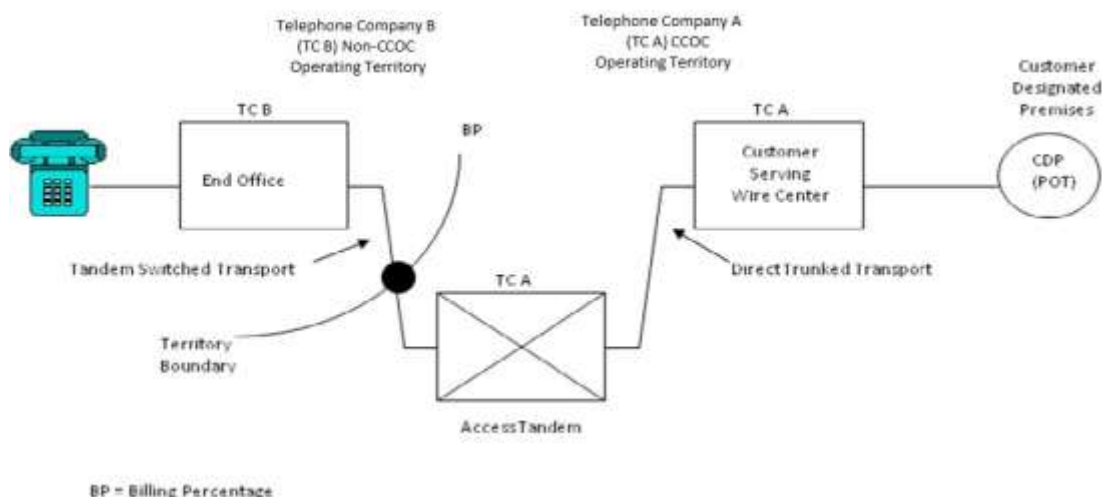 Telephone Company B
(TC B) Non-CCOC
Operating Territory
Telephone Company A
(TC A) CCOC
Operating Territory
Customer
Designated
Premises
TC B
BP
TC A
End Office
Customer
Serving
Wire Center
CDP
(POT)
Tandem Switched Transport
Direct Trunked Transport
TC A
Territory
Boundary
Access Tandem
BP = Billing Percentage